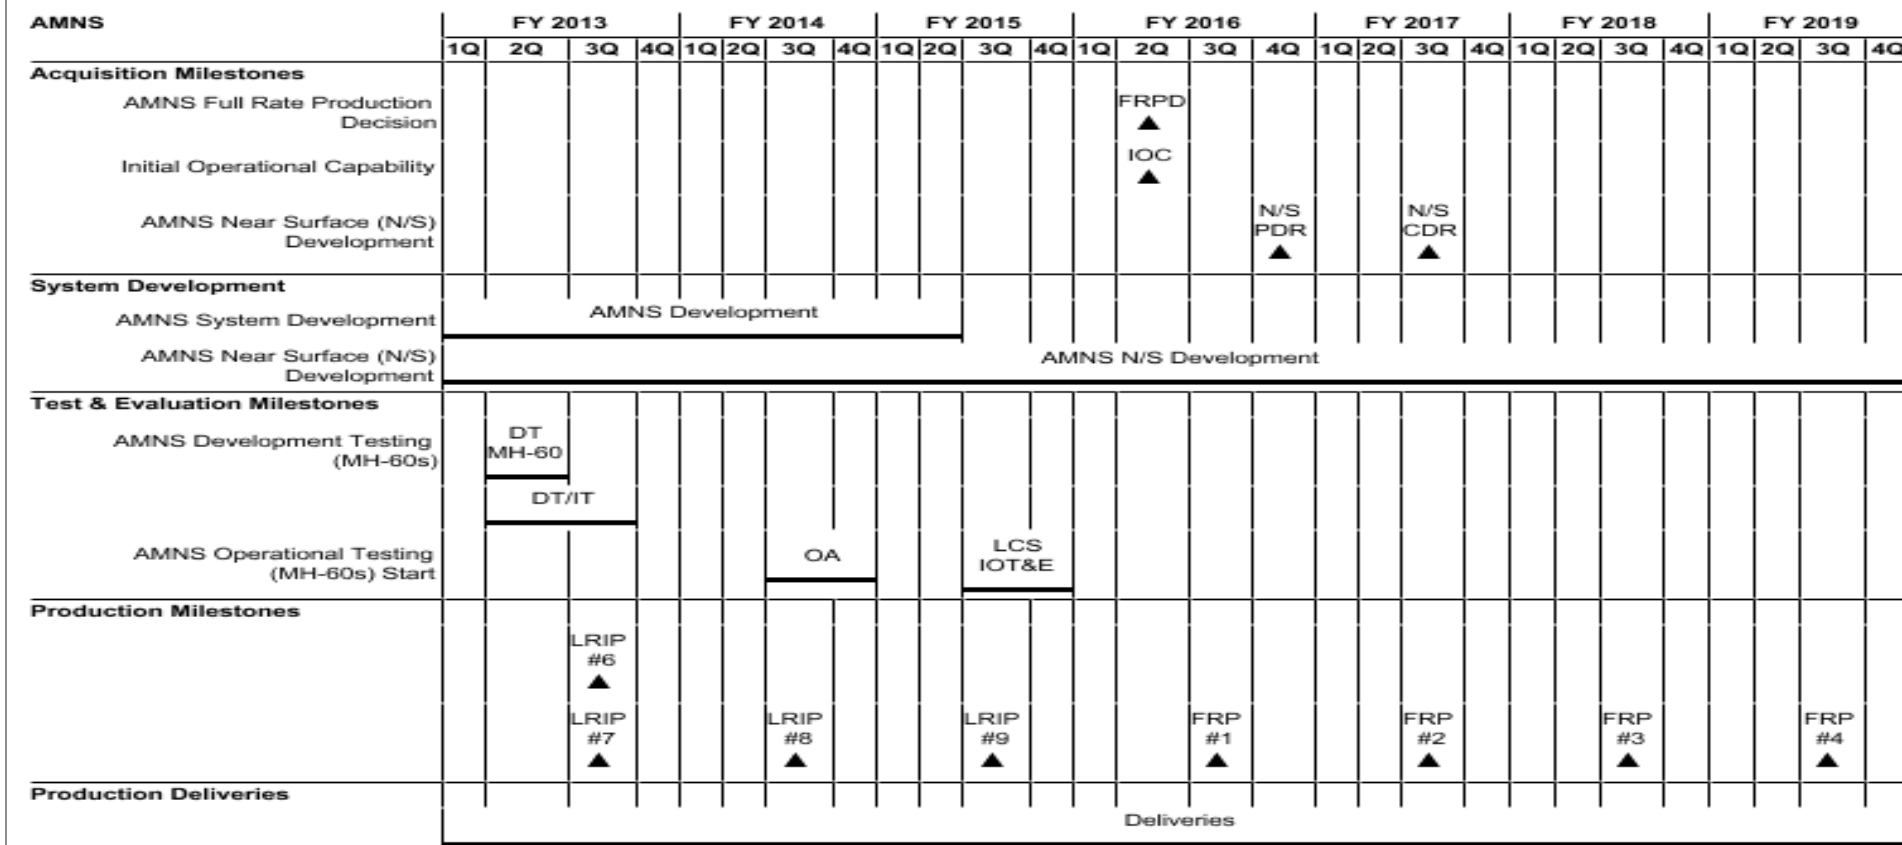 AMNS FY 2013 FY 2014 FY 2015 FY 2016 FY 2017 FY 2018 FY 2019
1Q 2Q 3Q 4Q 1Q 2Q 3Q 4Q 1Q 2Q 3Q 4Q 1Q 2Q 3Q 4Q 1Q 2Q 3Q 4Q 1Q 2Q 3Q 4Q 1Q 2Q 3Q 4Q
Acquisition Milestones
AMNS Full Rate Production
Decision
FRPD
Initial Operational Capability
IOC
AMNS Near Surface (N/S)
Development
N/S
PDR
N/S
CDR
System Development
AMNS System Development
AMNS Development
AMNS Near Surface (N/S)
Development
AMNS N/S Development
Test & Evaluation Milestones
AMNS Development Testing
(MH-60s)
DT
MH-60
DT/IT
AMNS Operational Testing
(MH-60s) Start
OA
LCS
IOT&E
Production Milestones
LRIP
#6
LRIP
#7
LRIP
#8
LRIP
#9
FRP
#1
FRP
#2
FRP
#3
FRP
#4
Production Deliveries
Deliveries